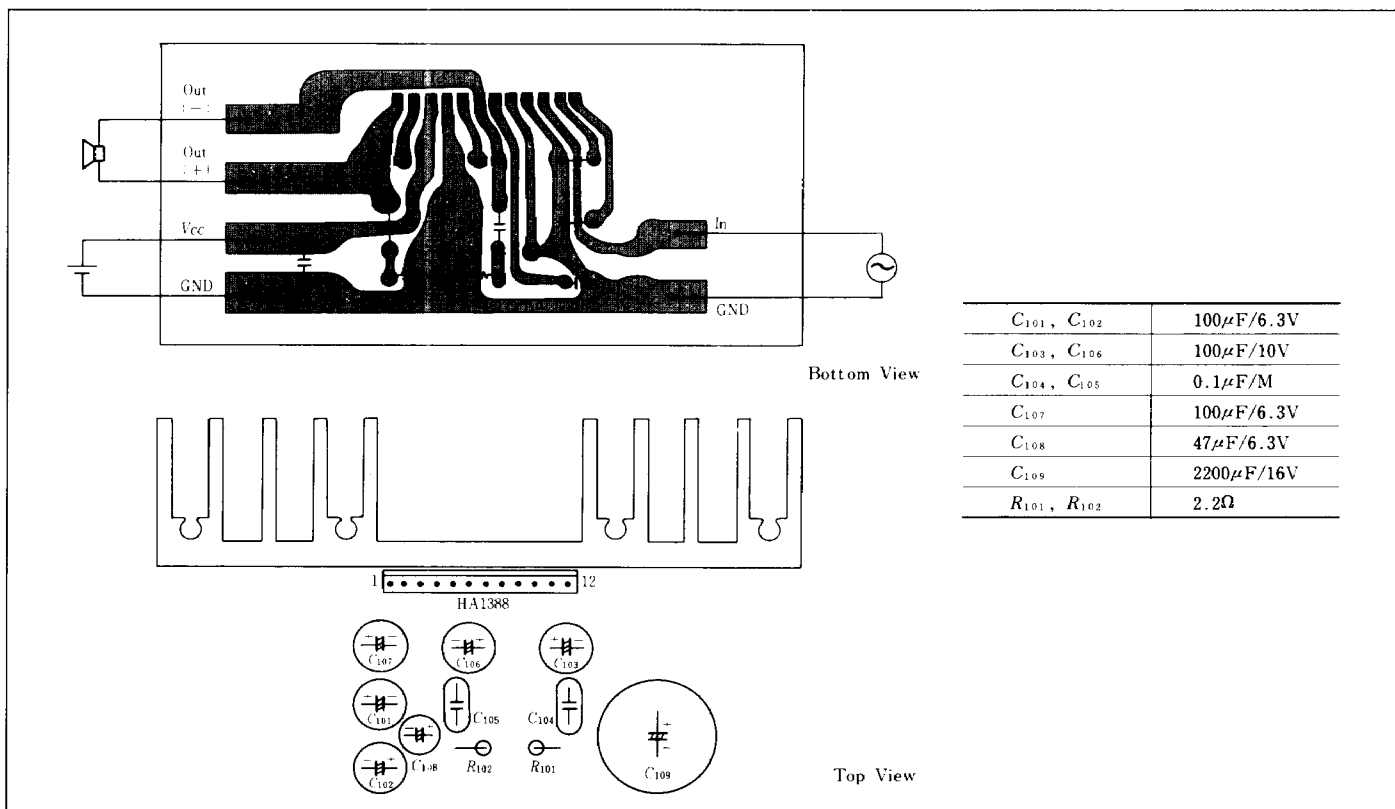 Out
(−)
Out
(+)
Vcc
GND
In
GND
Bottom View
C101, C102 100μF/6.3V
C103, C106 100μF/10V
C104, C105 0.1μF/M
C107 100μF/6.3V
C108 47μF/6.3V
C109 2200μF/16V
R101, R102 2.2Ω
1
12
HA1388
C107
C106
C103
C101
C105
C104
C108
R102
R101
C109
C102
Top View